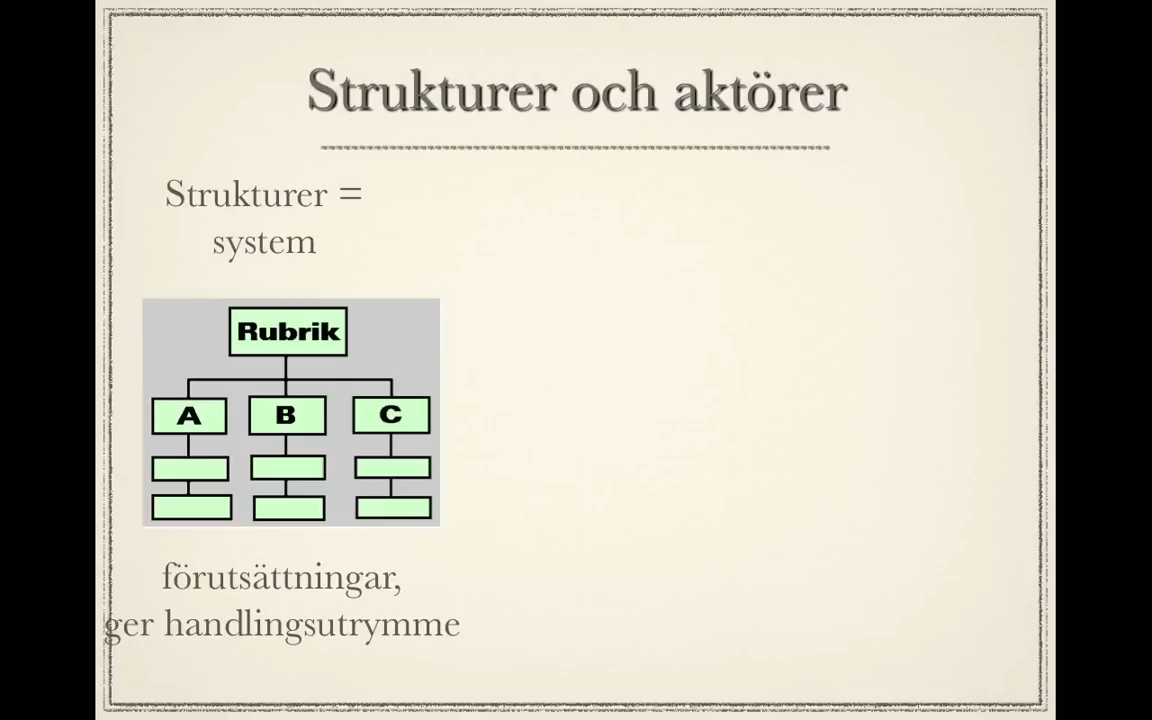 Strukturer och aktörer
Strukturer =
system
Rubrik
A
B
C
förutsättningar,
ger handlingsutrymme